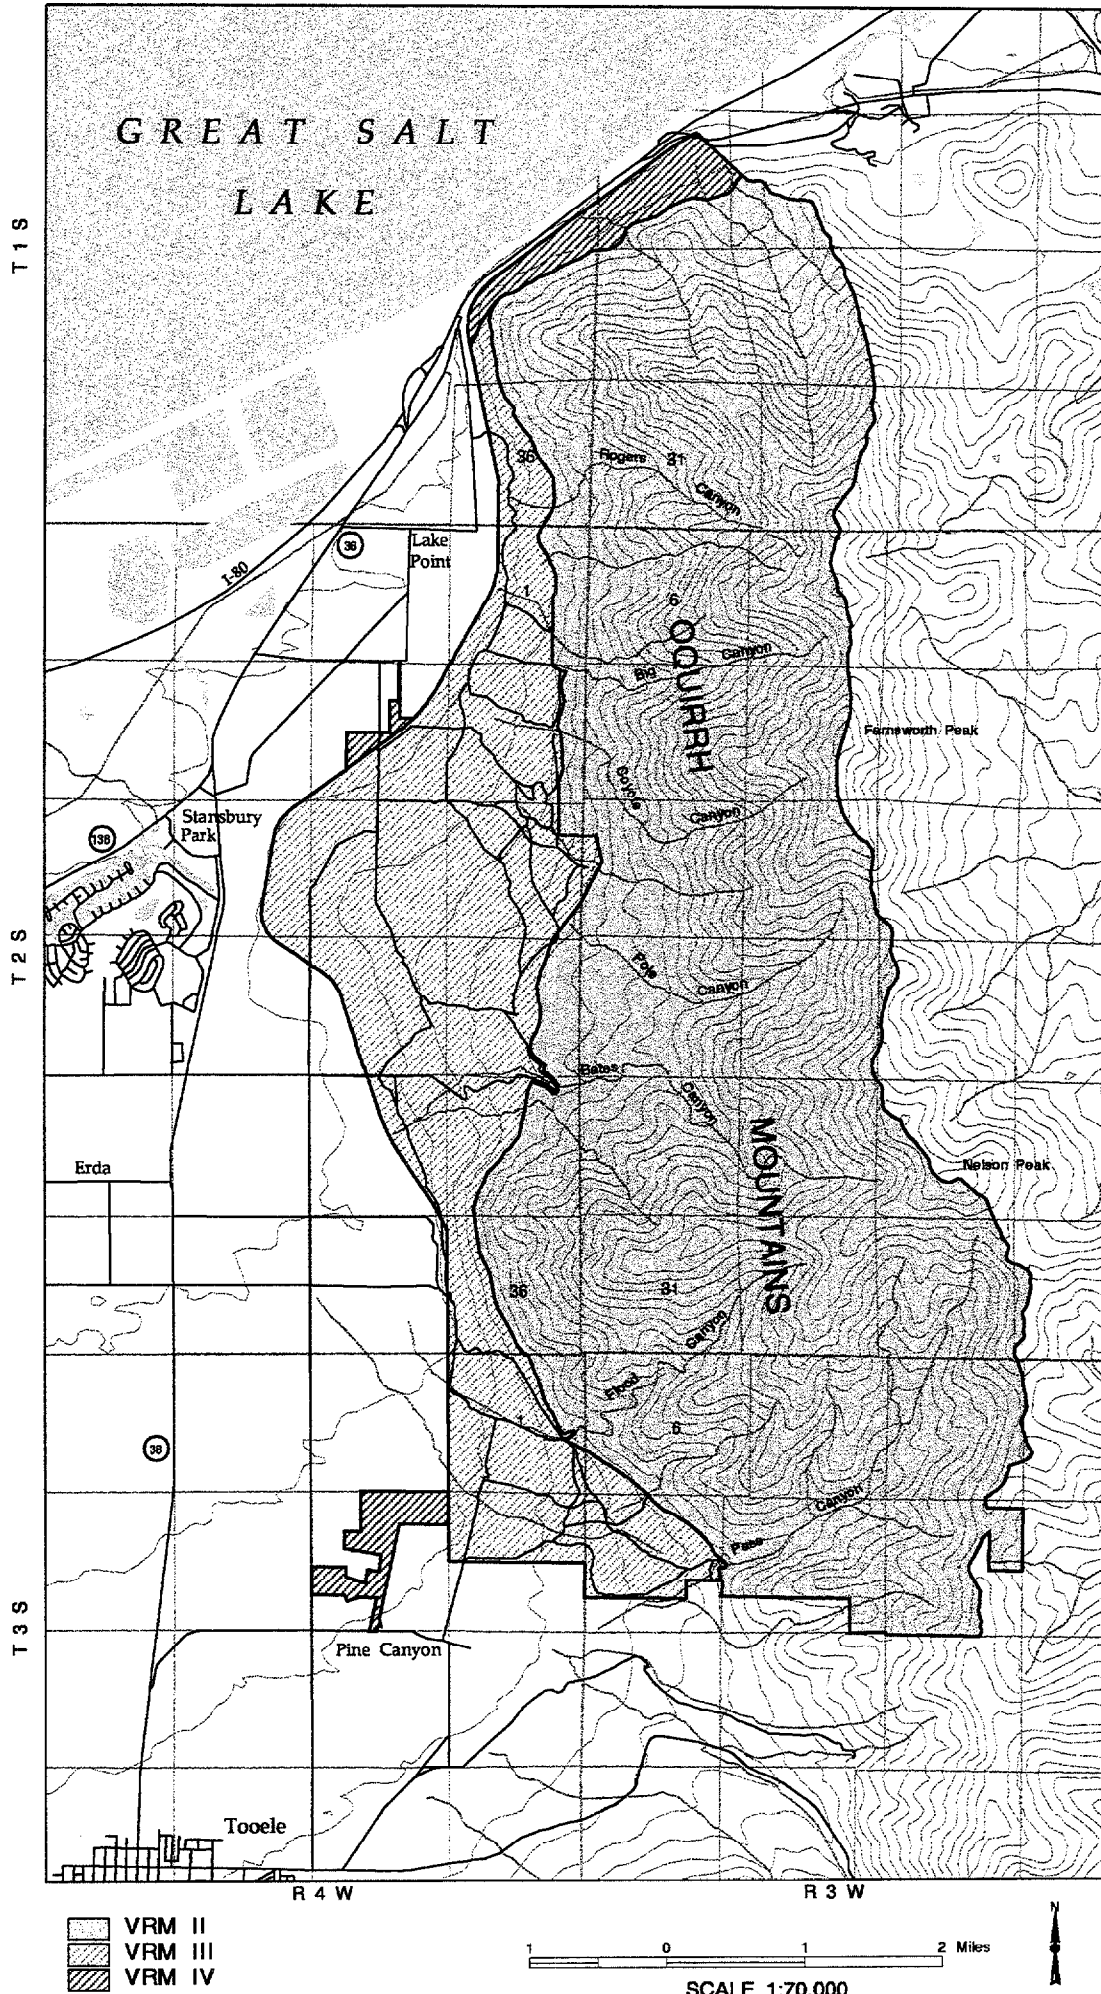 GREAT SALT
LAKE
T 1 S
36
Rogers
31
Canyon
36
Lake
Point
I-80
1
6
OQUIRRH
Big
Canyon
Farnsworth Peak
Coyote
Canyon
Stansbury
Park
138
T 2 S
Pole
Canyon
Bates
Canyon
MOUNTAINS
Erda
Nelson Peak
36
31
Canyon
Flood
1
6
36
Canyon
Pass
T 3 S
Pine Canyon
Tooele
R 4 W
R 3 W
VRM II
VRM III
VRM IV
N
1 0 1 2 Miles
SCALE 1:70,000